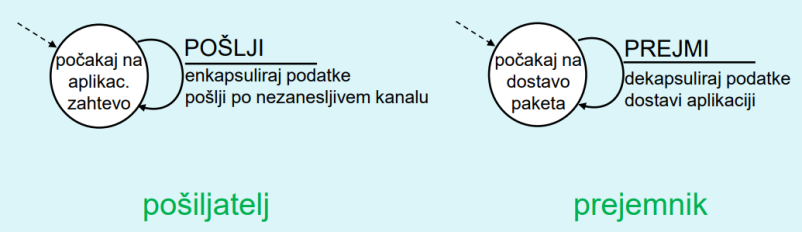 počakaj na
aplikac.
zahtevo
POŠLJI
enkapsuliraj podatke
pošlji po nezanesljivem kanalu
počakaj na
dostavo
paketa
PREJMI
dekapsuliraj podatke
dostavi aplikaciji
pošiljatelj
prejemnik